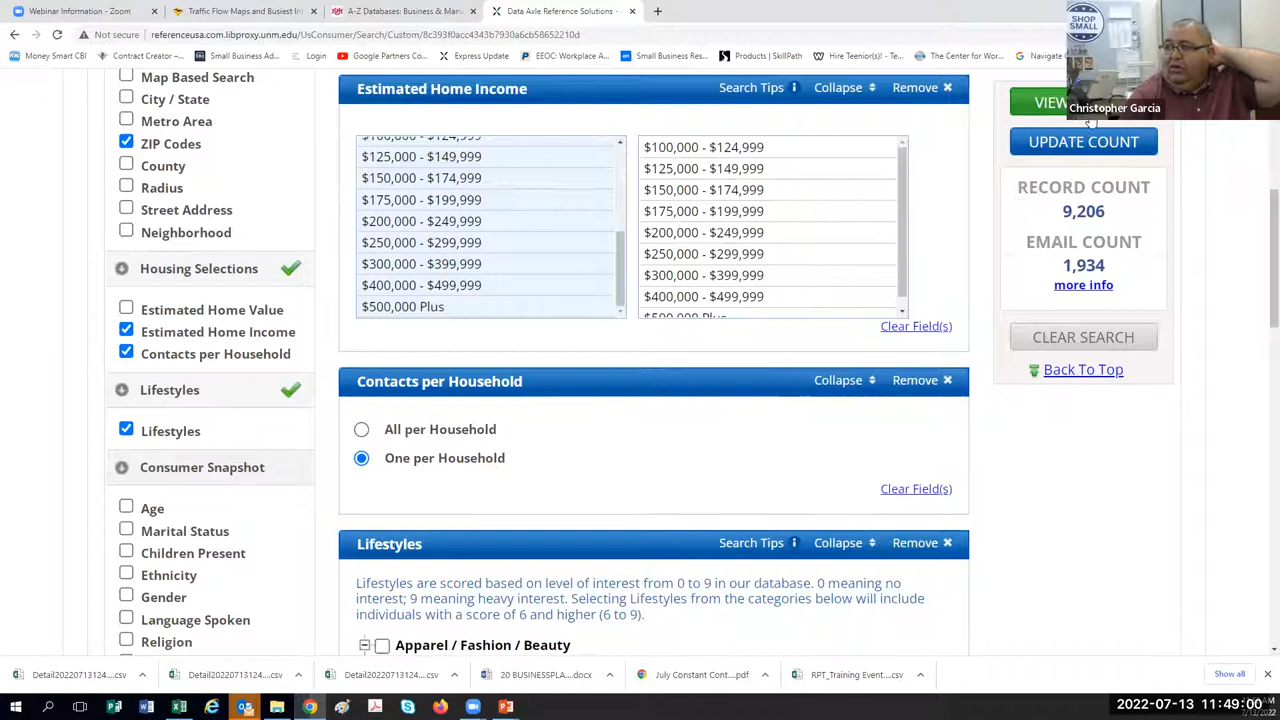 Webinar Information - Zoom
Traffic Flow Maps and Busiest Int
A-Z Databases: Business & Man
Data Axle Reference Solutions -
Not secure | referenceusa.com.libproxy.unm.edu/UsConsumer/Se
Money Smart CBI
Contract Creator —
Small Business Ad...
Loan
Google Partners Co...
Express Update
EEOC: Workplace A...
Small Business Res...
Products | SkillPath
Wire Teenior(s)! — Te...
The Center for Wor...
Navigate
SHOP
SMALL
Christopher Garcia
Map Based Search
City / State
Metro Area
ZIP Codes
County
Radius
Street Address
Neighborhood
Housing Selections
Estimated Home Value
Estimated Home Income
Contacts per Household
Lifestyles
Lifestyles
Consumer Snapshot
Age
Marital Status
Children Present
Ethnicity
Gender
Language Spoken
Religion
Estimated Home Income
Search Tips
Collapse
Remove
$100,000 - $124,999
$125,000 - $149,999
$150,000 - $174,999
$175,000 - $199,999
$200,000 - $249,999
$250,000 - $299,999
$300,000 - $399,999
$400,000 - $499,999
$500,000 Plus
$100,000 - $124,999
$125,000 - $149,999
$150,000 - $174,999
$175,000 - $199,999
$200,000 - $249,999
$250,000 - $299,999
$300,000 - $399,999
$400,000 - $499,999
$500,000 Plus
Clear Field(s)
Contacts per Household
Collapse
Remove
All per Household
One per Household
Clear Field(s)
Lifestyles
Search Tips
Collapse
Remove
Lifestyles are scored based on level of interest from 0 to 9 in our database. 0 meaning no
interest; 9 meaning heavy interest. Selecting Lifestyles from the categories below will include
individuals with a score of 6 and higher (6 to 9).
Apparel / Fashion / Beauty
VIEW
UPDATE COUNT
RECORD COUNT
9,206
EMAIL COUNT
1,934
more info
CLEAR SEARCH
Back To Top
Detail20220713124....csv
Detail20220713124....csv
Detail20220713124....csv
20 BUSINESSPLA....docx
July Constant Cont....pdf
RPT_Training Event....csv
Show all
2022-07-13 11:49:00